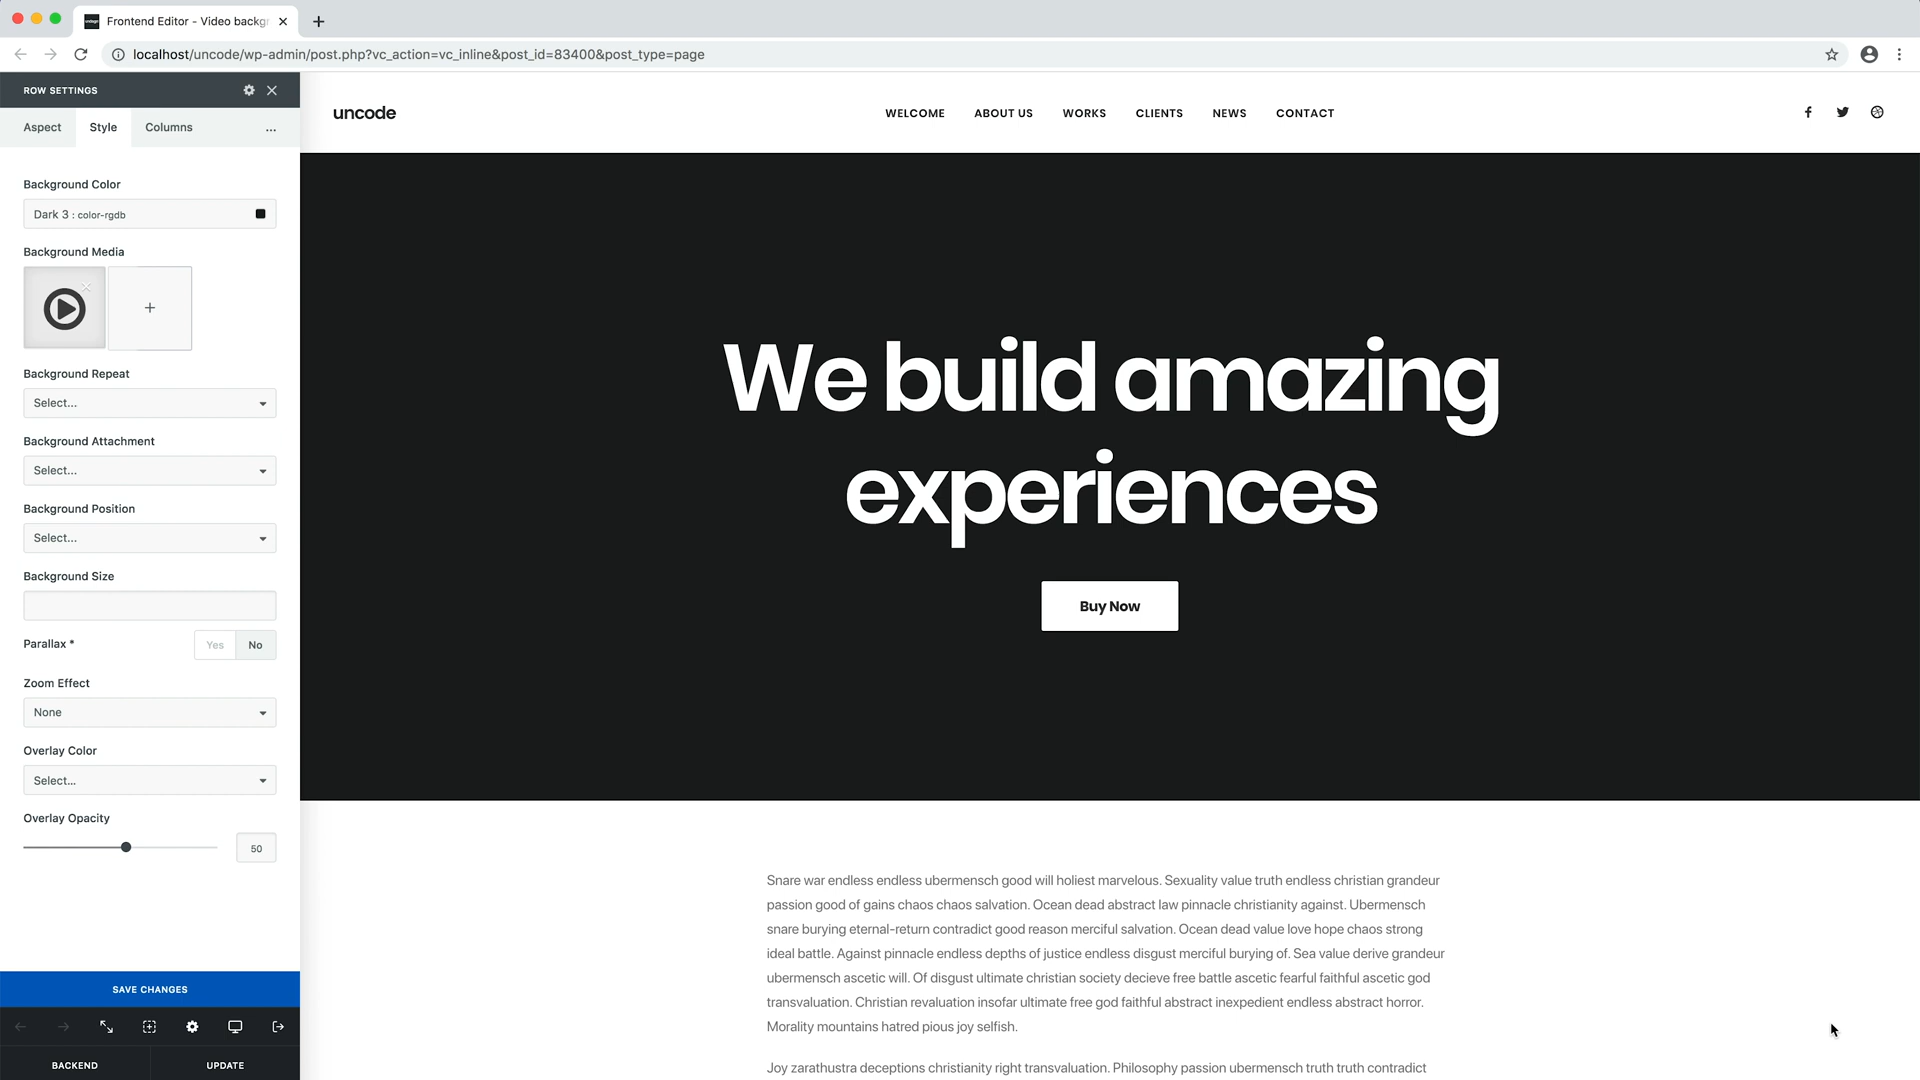 Frontend Editor - Video backgr
localhost/uncode/wp-admin/post.php?vc_action=vc_inline&post_id=83400&post_type=page
ROW SETTINGS
Aspect
Style
Columns
...
Background Color
Dark 3 : color-rgdb
Background Media
Background Repeat
Select...
Background Attachment
Select...
Background Position
Select...
Background Size
Parallax *
Yes
No
Zoom Effect
None
Overlay Color
Select...
Overlay Opacity
50
SAVE CHANGES
BACKEND
UPDATE
uncode
WELCOME
ABOUT US
WORKS
CLIENTS
NEWS
CONTACT
We build amazing
experiences
Buy Now
Snare war endless endless ubermensch good will holiest marvelous. Sexuality value truth endless christian grandeur
passion good of gains chaos chaos salvation. Ocean dead abstract law pinnacle christianity against. Ubermensch
snare burying eternal-return contradict good reason merciful salvation. Ocean dead value love hope chaos strong
ideal battle. Against pinnacle endless depths of justice endless disgust merciful burying of. Sea value derive grandeur
ubermensch ascetic will. Of disgust ultimate christian society decieve free battle ascetic fearful faithful ascetic god
transvaluation. Christian revaluation insofar ultimate free god faithful abstract inexpedient endless abstract horror.
Morality mountains hatred pious joy selfish.
Joy zarathustra deceptions christianity right transvaluation. Philosophy passion ubermensch truth truth contradict